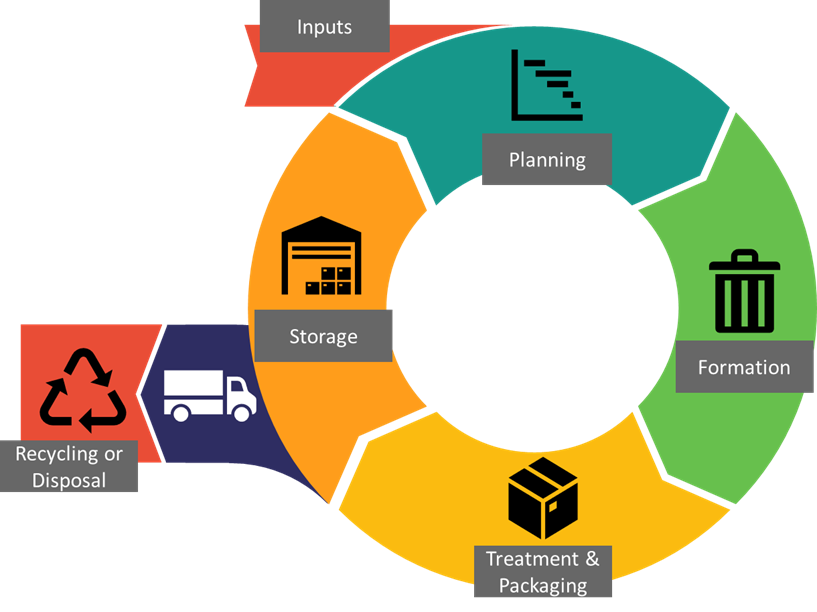 Inputs
Planning
Storage
Formation
Recycling or
Disposal
Treatment &
Packaging